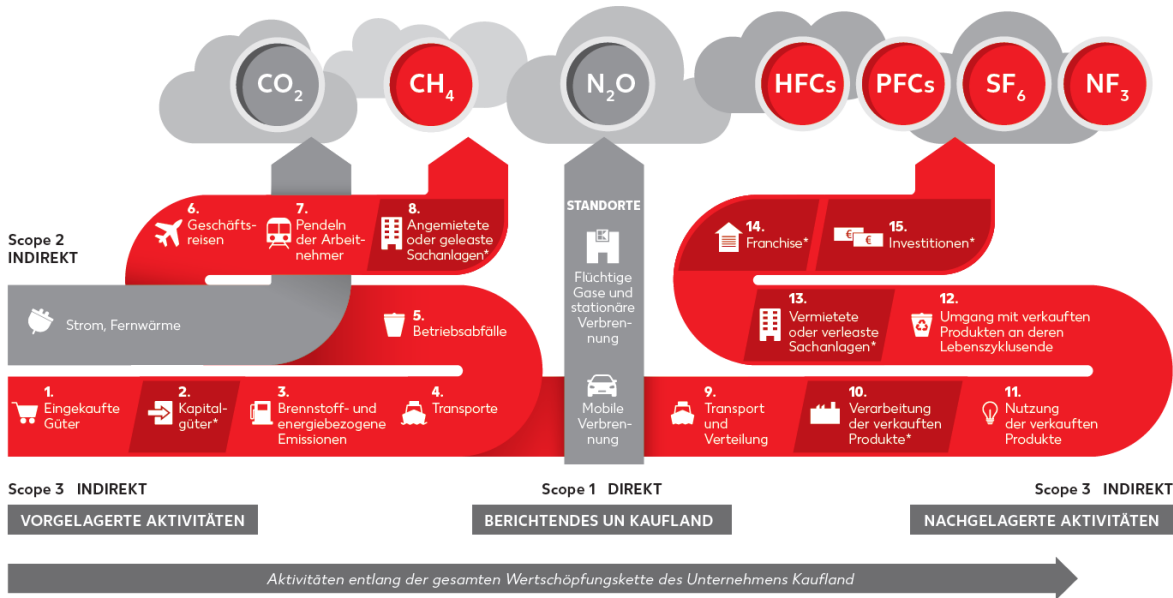 CO₂
CH₄
N₂O
HFCs
PFCs
SF₆
NF₃
Scope 2
INDIREKT
Strom, Fernwärme
6.
Geschäfts-
reisen
7.
Pendeln
der Arbeit-
nehmer
8.
Angemietete
oder geleaste
Sachanlagen*
5.
Betriebsabfälle
1.
Eingekaufte
Güter
2.
Kapital-
güter*
3.
Brennstoff- und
energiebezogene
Emissionen
4.
Transporte
STANDORTE
K
Flüchtige
Gase und
stationäre
Verbren-
nung
Mobile
Verbren-
nung
14.
Franchise*
€
€
15.
Investitionen*
13.
Vermietete
oder verleaste
Sachanlagen*
12.
Umgang mit verkauften
Produkten an deren
Lebenszyklusende
9.
Transport
und
Verteilung
10.
Verarbeitung
der verkauften
Produkte*
11.
Nutzung
der verkauften
Produkte
Scope 3 INDIREKT
VORGELAGERTE AKTIVITÄTEN
Scope 1 DIREKT
BERICHTENDES UN KAUFLAND
Scope 3 INDIREKT
NACHGELAGERTE AKTIVITÄTEN
Aktivitäten entlang der gesamten Wertschöpfungskette des Unternehmens Kaufland